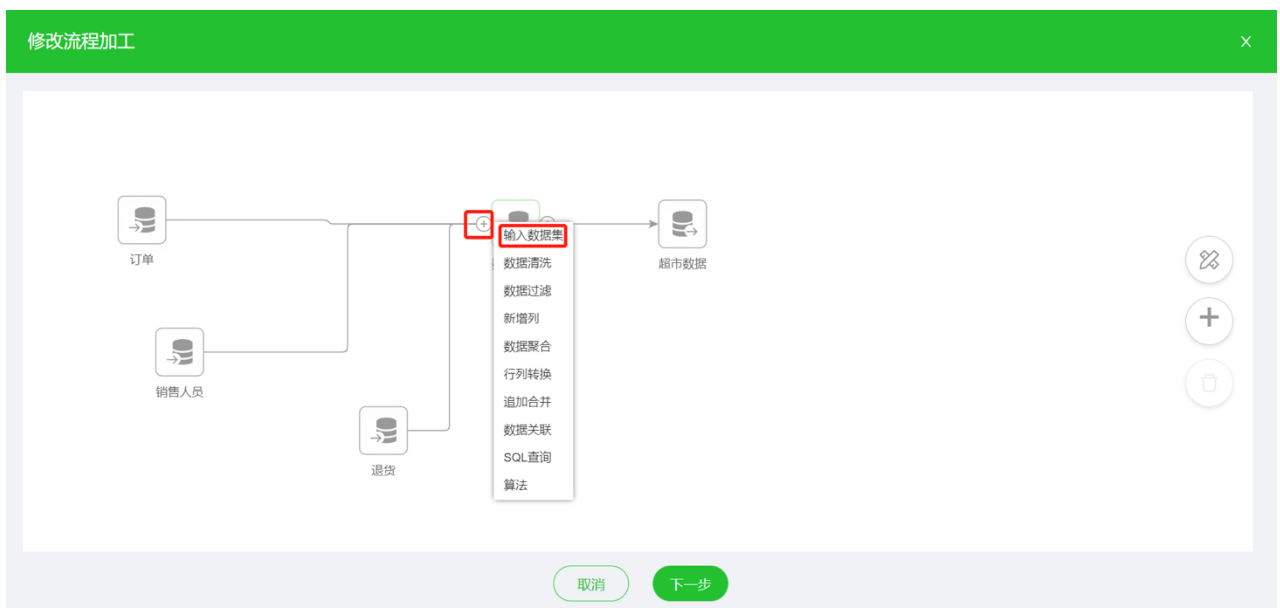 修改流程加工
订单
销售人员
退货
输入数据集
数据清洗
数据过滤
新增列
数据聚合
行列转换
追加合并
数据关联
SQL查询
算法
超市数据
取消
下一步